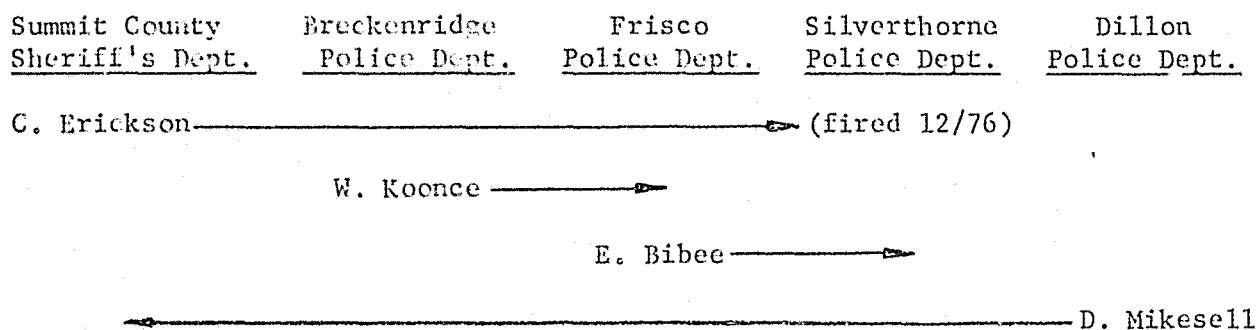 Summit County Breckenridge Frisco Silverthorne Dillon
Sheriff's Dept. Police Dept. Police Dept. Police Dept. Police Dept.
C. Erickson (fired 12/76)
W. Koonce
E. Bibee
D. Mikesell